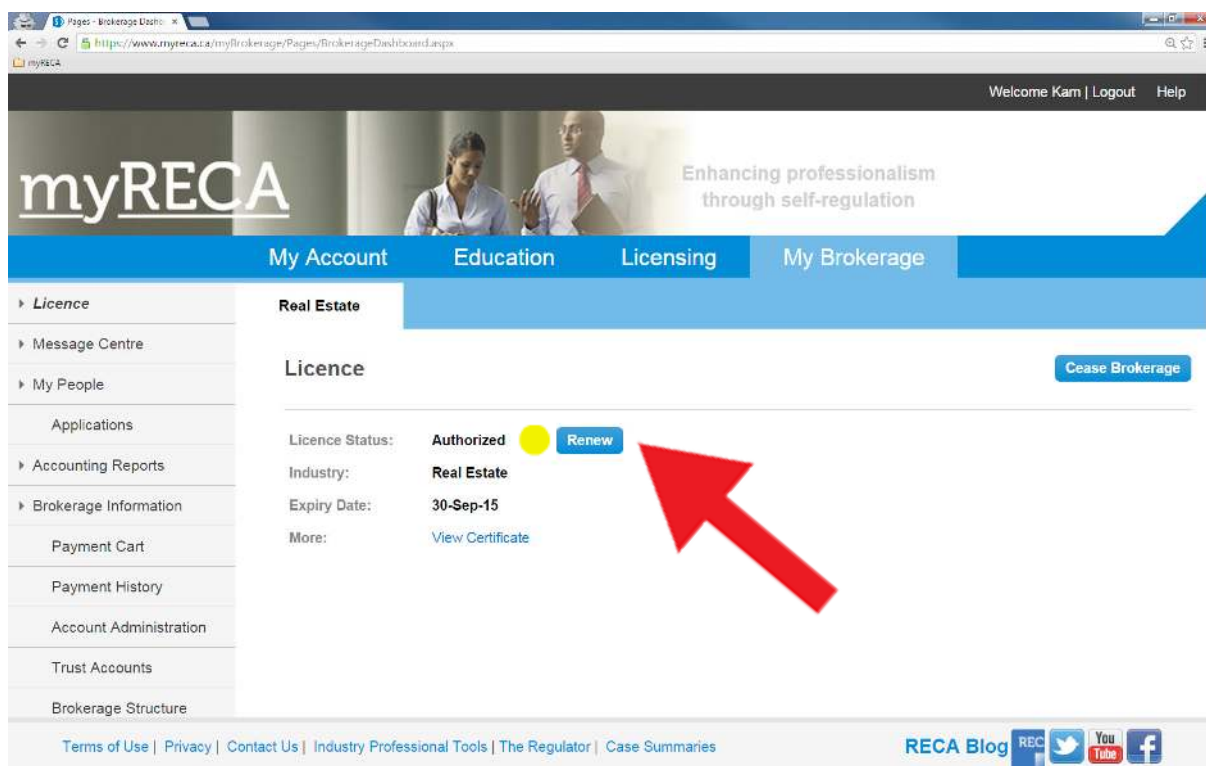 Pages - Brokerage Dashbo
https://www.myreca.ca/myBrokerage/Pages/BrokerageDashboard.aspx
myRECA
Welcome Kam | Logout Help
myRECA
Enhancing professionalism
through self-regulation
My Account Education Licensing My Brokerage
Licence
Real Estate
Message Centre
Licence
Cease Brokerage
My People
Applications
Licence Status: Authorized Renew
Accounting Reports
Industry: Real Estate
Brokerage Information
Expiry Date: 30-Sep-15
Payment Cart
More: View Certificate
Payment History
Account Administration
Trust Accounts
Brokerage Structure
Terms of Use | Privacy | Contact Us | Industry Professional Tools | The Regulator | Case Summaries
RECA Blog REC You Tube f